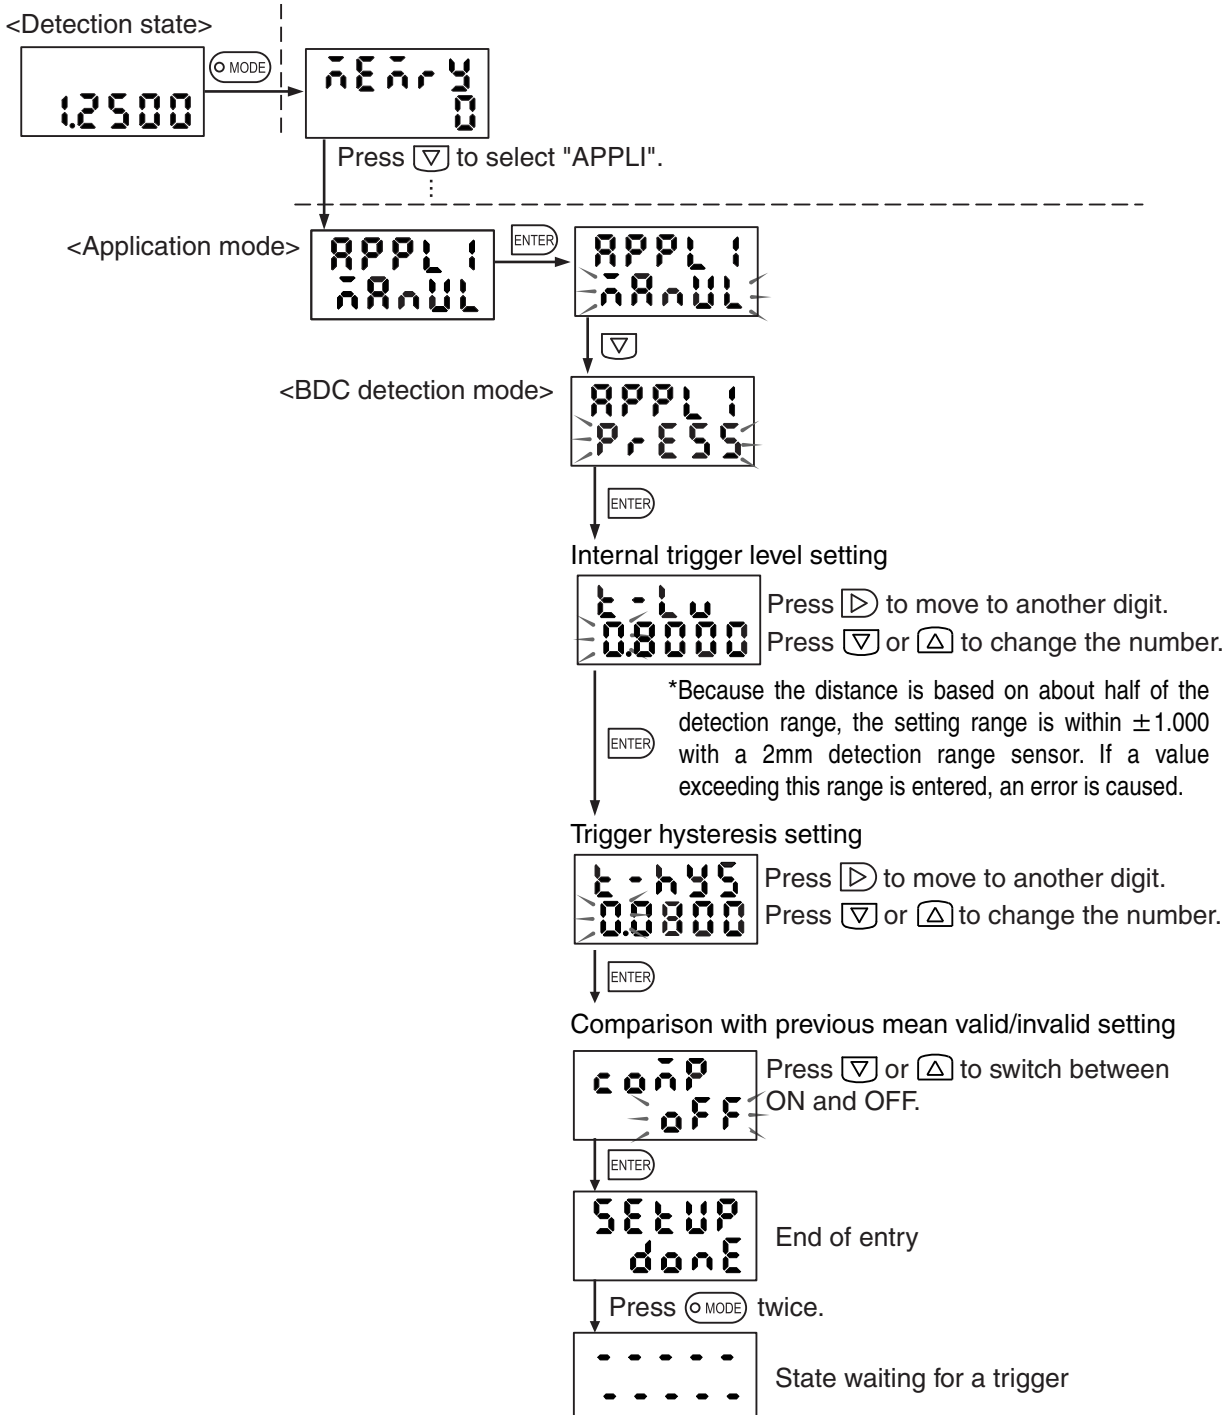 <Detection state>
1.2500
MODE
MEMrY
0
Press ▽ to select "APPLI".
<Application mode>
APPLI
MAnUL
ENTER
APPLI
MAnUL
▽
<BDC detection mode>
APPLI
PrESS
ENTER
Internal trigger level setting
t-Lv
0.8000
Press ▷ to move to another digit.
Press ▽ or △ to change the number.
*Because the distance is based on about half of the
detection range, the setting range is within ±1.000
with a 2mm detection range sensor. If a value
exceeding this range is entered, an error is caused.
ENTER
Trigger hysteresis setting
t-hYS
0.0800
Press ▷ to move to another digit.
Press ▽ or △ to change the number.
ENTER
Comparison with previous mean valid/invalid setting
coMP
oFF
Press ▽ or △ to switch between
ON and OFF.
ENTER
SEtUP
donE
End of entry
Press MODE twice.
- - - - -
- - - - -
State waiting for a trigger